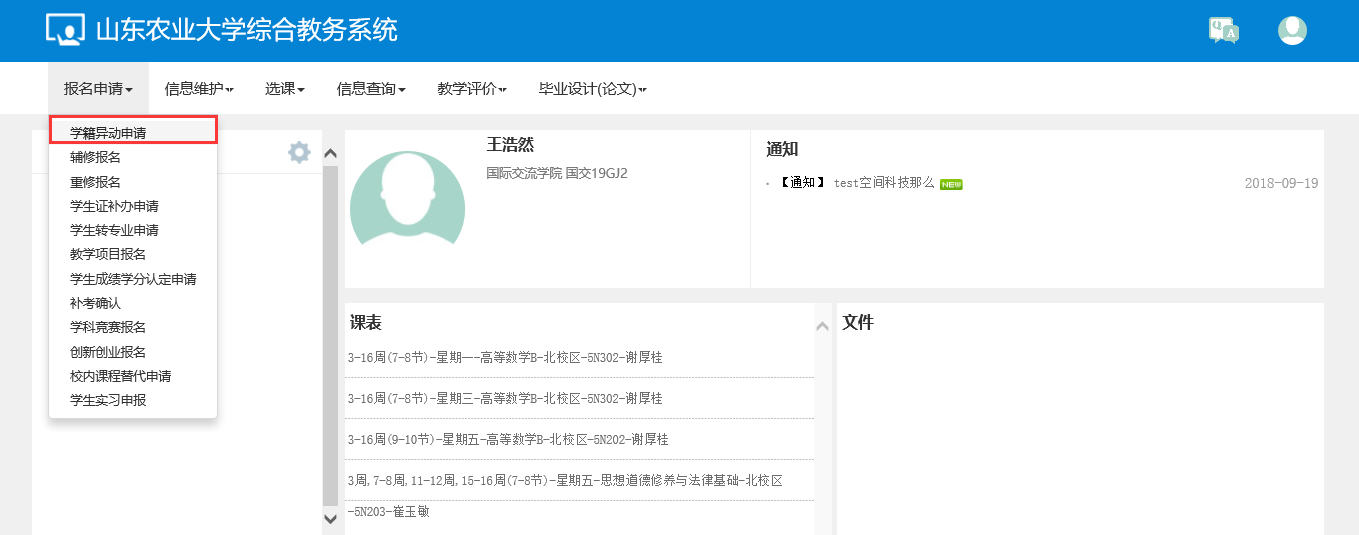 山东农业大学综合教务系统
报名申请 信息维护 选课 信息查询 教学评价 毕业设计(论文)
学籍异动申请
辅修报名
重修报名
学生证补办申请
学生转专业申请
教学项目报名
学生成绩学分认定申请
补考确认
学科竞赛报名
创新创业报名
校内课程替代申请
学生实习申报
王浩然
国际交流学院 国交19GJ2
通知
【通知】 test空间科技那么 NEW 2018-09-19
课表
3-16周(7-8节)-星期一-高等数学B-北校区-5N302-谢厚桂
3-16周(7-8节)-星期三-高等数学B-北校区-5N302-谢厚桂
3-16周(9-10节)-星期五-高等数学B-北校区-5N202-谢厚桂
3周,7-8周,11-12周,15-16周(7-8节)-星期五-思想道德修养与法律基础-北校区
-5N203-崔玉敏
文件